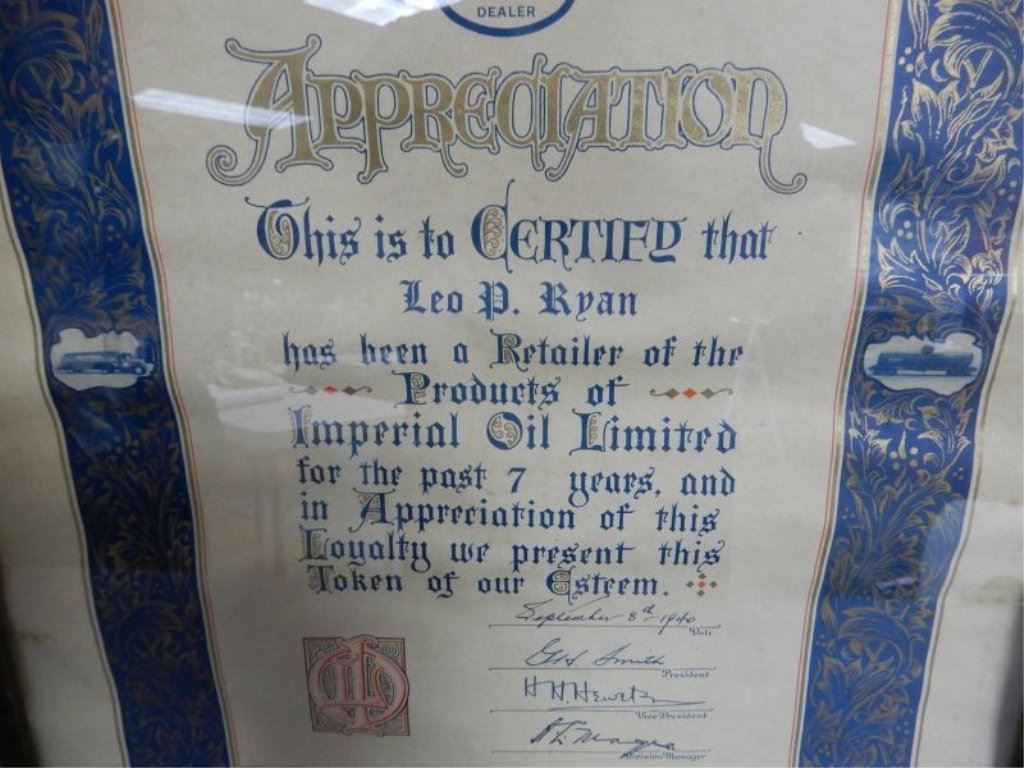 DEALER
APPRECIATION
This is to CERTIFY that
Leo P. Ryan
has been a Retailer of the
Products of
Imperial Oil Limited
for the past 7 years, and
in Appreciation of this
Loyalty we present this
Token of our Esteem.
September 8th 1940
Date
Smith
President
H.H. Hewetson
Vice President
Division Manager